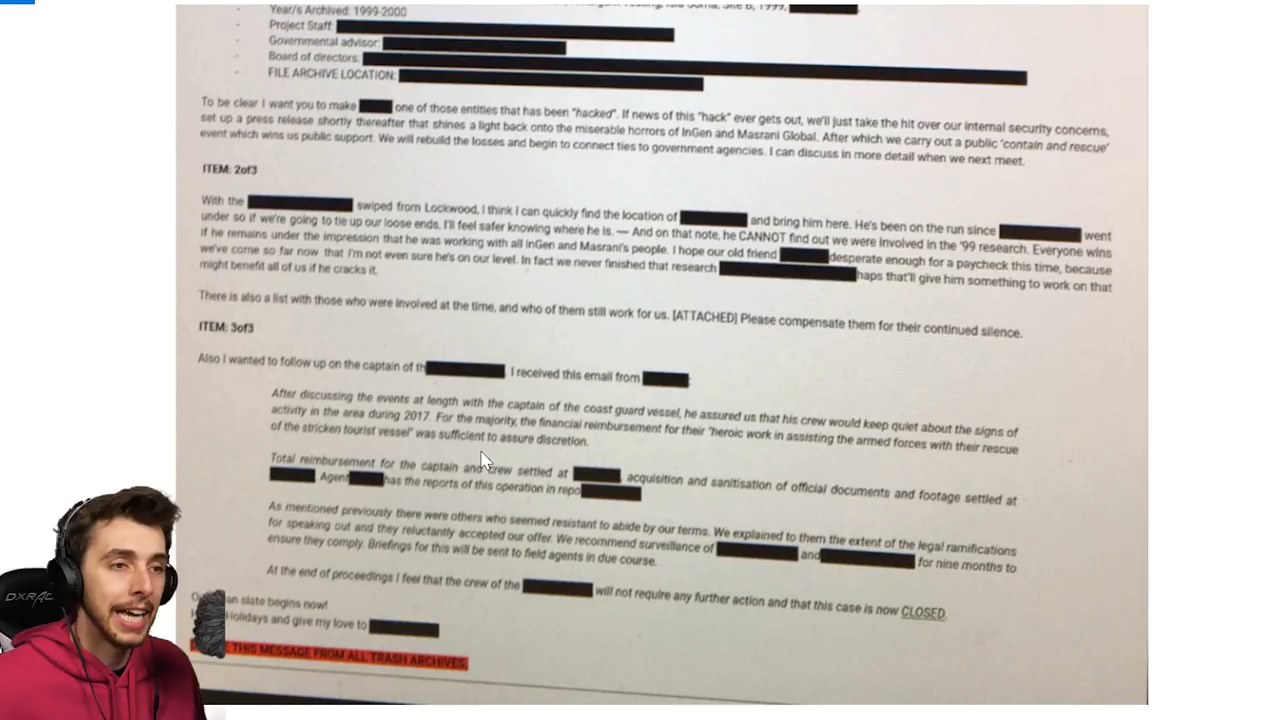 Year/s Archived: 1999-2000
Project Staff:
Governmental advisor:
Board of directors:
FILE ARCHIVE LOCATION:
To be clear I want you to make one of those entities that has been "hacked". If news of this "hack" ever gets out, we'll just take the hit over our internal security concerns,
set up a press release shortly thereafter that shines a light back onto the miserable horrors of InGen and Masrani Global. After which we carry out a public 'contain and rescue'
event which wins us public support. We will rebuild the losses and begin to connect ties to government agencies. I can discuss in more detail when we next meet.
ITEM: 2of3
With the swiped from Lockwood, I think I can quickly find the location of and bring him here. He's been on the run since went
under so if we're going to tie up our loose ends, I'll feel safer knowing where he is. — And on that note, he CANNOT find out we were involved in the '99 research. Everyone wins
if he remains under the impression that he was working with all InGen and Masrani's people. I hope our old friend desperate enough for a paycheck this time, because
we've come so far now that I'm not even sure he's on our level. In fact we never finished that research haps that'll give him something to work on that
might benefit all of us if he cracks it.
There is also a list with those who were involved at the time, and who of them still work for us. [ATTACHED] Please compensate them for their continued silence.
ITEM: 3of3
Also I wanted to follow up on the captain of th I received this email from
After discussing the events at length with the captain of the coast guard vessel, he assured us that his crew would keep quiet about the signs of
activity in the area during 2017. For the majority, the financial reimbursement for their "heroic work in assisting the armed forces with their rescue
of the stricken tourist vessel" was sufficient to assure discretion.
Total reimbursement for the captain and crew settled at , acquisition and sanitisation of official documents and footage settled at
Agent has the reports of this operation in repo
As mentioned previously there were others who seemed resistant to abide by our terms. We explained to them the extent of the legal ramifications
for speaking out and they reluctantly accepted our offer. We recommend surveillance of and for nine months to
ensure they comply. Briefings for this will be sent to field agents in due course.
At the end of proceedings I feel that the crew of the will not require any further action and that this case is now CLOSED.
an slate begins now!
Holidays and give my love to
THIS MESSAGE FROM ALL TRASH ARCHIVES.
DXRAC